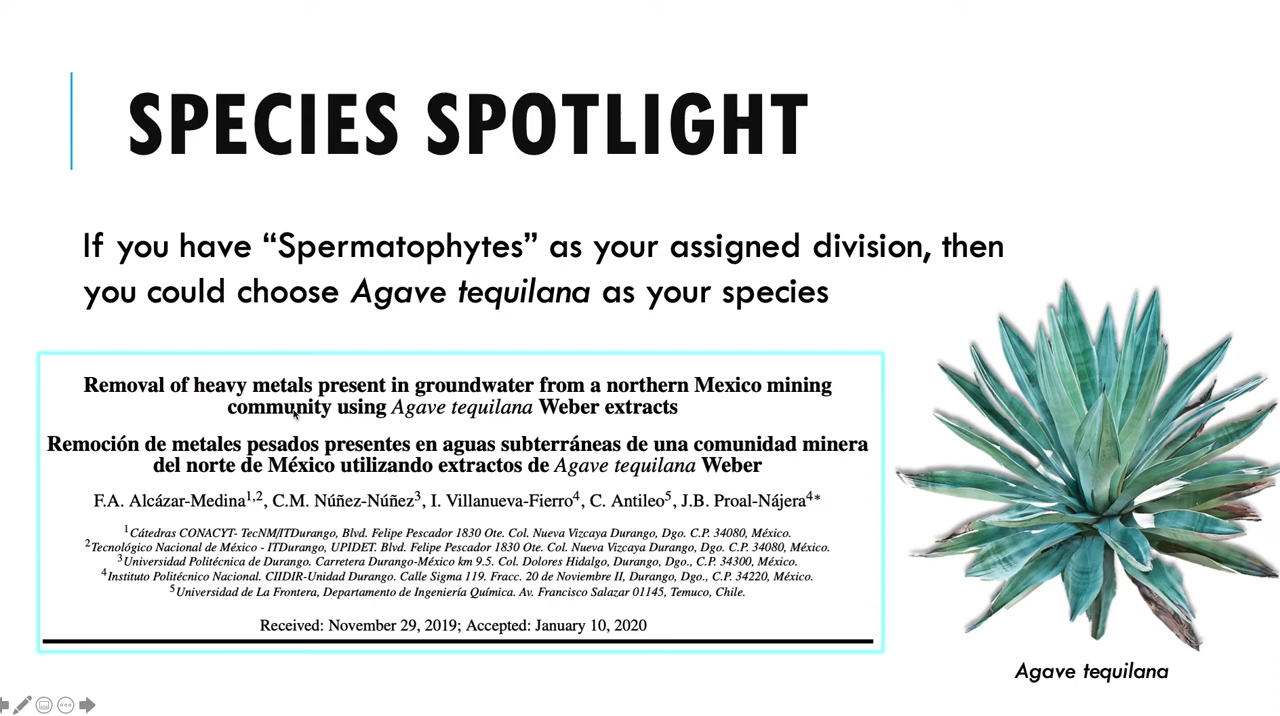 SPECIES SPOTLIGHT
If you have “Spermatophytes” as your assigned division, then
you could choose Agave tequilana as your species
Removal of heavy metals present in groundwater from a northern Mexico mining
community using Agave tequilana Weber extracts
Remoción de metales pesados presentes en aguas subterráneas de una comunidad minera
del norte de México utilizando extractos de Agave tequilana Weber
F.A. Alcázar-Medina1,2, C.M. Núñez-Núñez3, I. Villanueva-Fierro4, C. Antileo5, J.B. Proal-Nájera4*
1Cátedras CONACYT- TecNM/ITDurango, Blvd. Felipe Pescador 1830 Ote. Col. Nueva Vizcaya Durango, Dgo. C.P. 34080, México.
2Tecnológico Nacional de México - ITDurango, UPIDET. Blvd. Felipe Pescador 1830 Ote. Col. Nueva Vizcaya Durango, Dgo. C.P. 34080, México.
3Universidad Politécnica de Durango. Carretera Durango-México km 9.5. Col. Dolores Hidalgo, Durango, Dgo., C.P. 34300, México.
4Instituto Politécnico Nacional. CIIDIR-Unidad Durango. Calle Sigma 119. Fracc. 20 de Noviembre II, Durango, Dgo., C.P. 34220, México.
5Universidad de La Frontera, Departamento de Ingeniería Química. Av. Francisco Salazar 01145, Temuco, Chile.
Received: November 29, 2019; Accepted: January 10, 2020
Agave tequilana